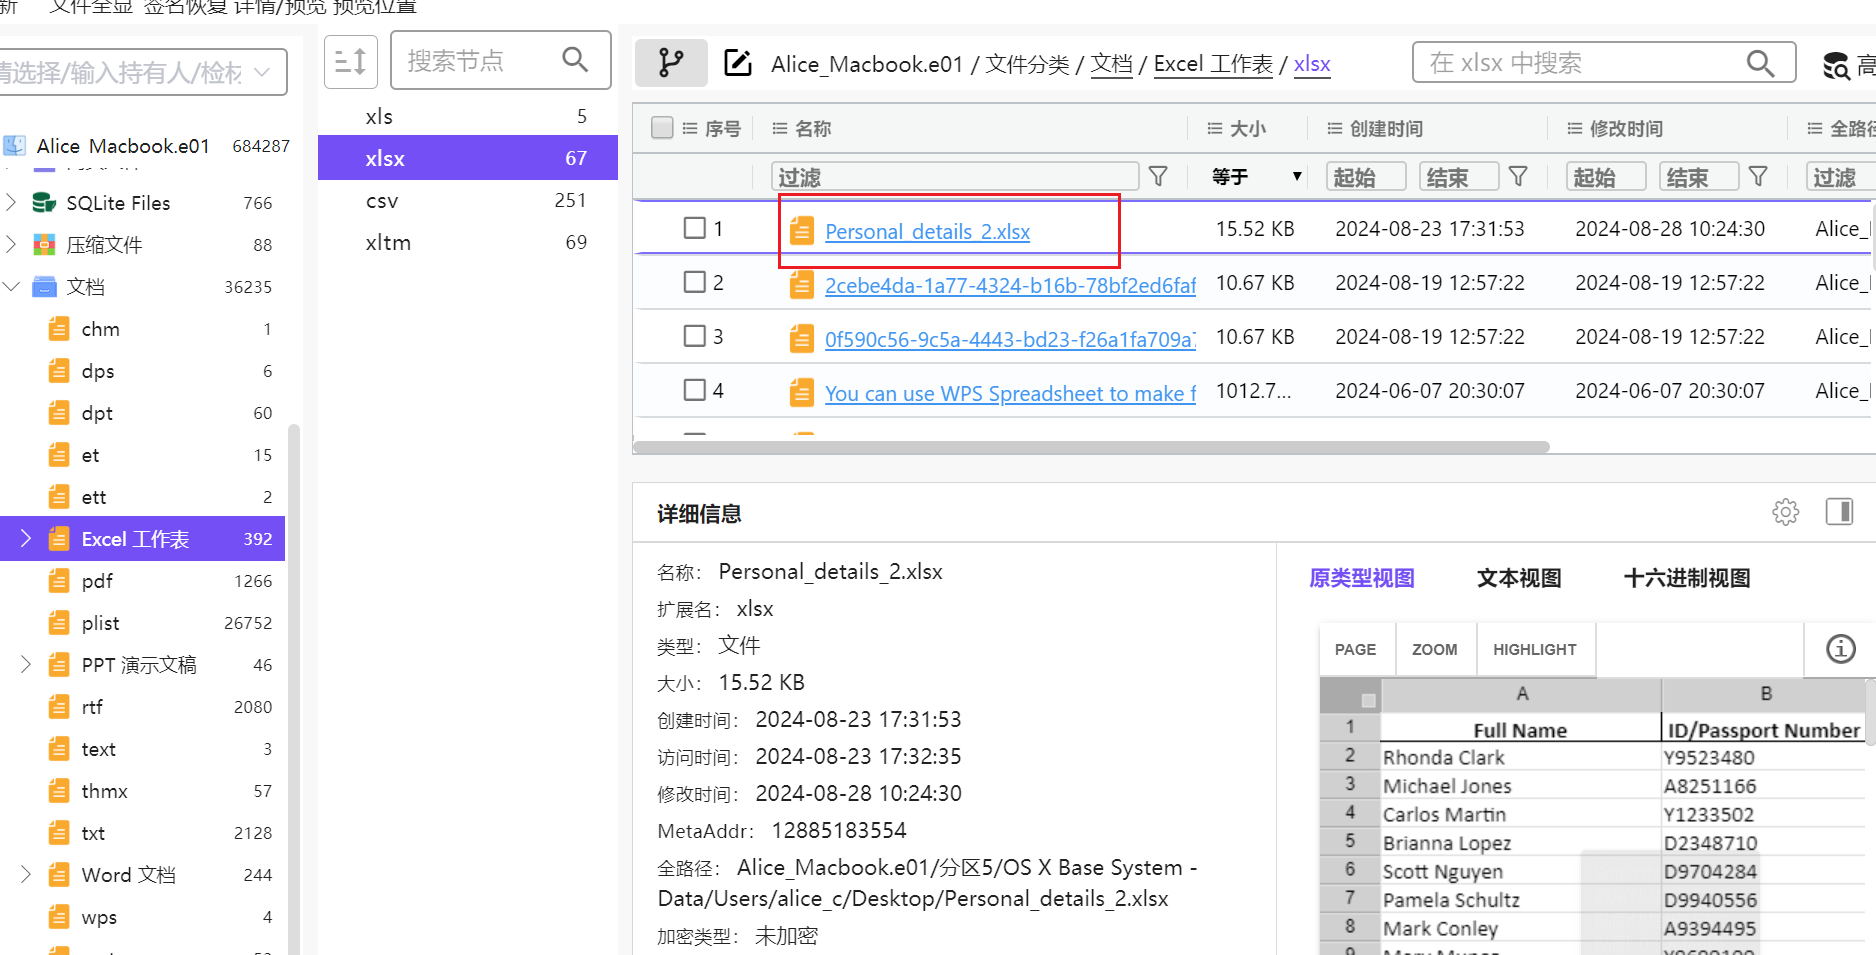 新 文件全显 签名恢复 详情/预览 预览位置
请选择/输入持有人/检材
Alice_Macbook.e01 684287
SQLite Files 766
压缩文件 88
文档 36235
chm 1
dps 6
dpt 60
et 15
ett 2
Excel 工作表 392
pdf 1266
plist 26752
PPT 演示文稿 46
rtf 2080
text 3
thmx 57
txt 2128
Word 文档 244
wps 4
搜索节点
xls 5
xlsx 67
csv 251
xltm 69
Alice_Macbook.e01 / 文件分类 / 文档 / Excel 工作表 / xlsx
在 xlsx 中搜索
高
序号 名称 大小 创建时间 修改时间 全路径
过滤 等于 起始 结束 起始 结束 过滤
1 Personal_details_2.xlsx 15.52 KB 2024-08-23 17:31:53 2024-08-28 10:24:30 Alice_
2 2cebe4da-1a77-4324-b16b-78bf2ed6faf 10.67 KB 2024-08-19 12:57:22 2024-08-19 12:57:22 Alice_
3 0f590c56-9c5a-4443-bd23-f26a1fa709a7 10.67 KB 2024-08-19 12:57:22 2024-08-19 12:57:22 Alice_
4 You can use WPS Spreadsheet to make f 1012.7... 2024-06-07 20:30:07 2024-06-07 20:30:07 Alice_
详细信息
名称： Personal_details_2.xlsx
扩展名： xlsx
类型： 文件
大小： 15.52 KB
创建时间： 2024-08-23 17:31:53
访问时间： 2024-08-23 17:32:35
修改时间： 2024-08-28 10:24:30
MetaAddr： 12885183554
全路径： Alice_Macbook.e01/分区5/OS X Base System -
Data/Users/alice_c/Desktop/Personal_details_2.xlsx
加密类型： 未加密
原类型视图 文本视图 十六进制视图
PAGE ZOOM HIGHLIGHT
A B
1 Full Name ID/Passport Number
2 Rhonda Clark Y9523480
3 Michael Jones A8251166
4 Carlos Martin Y1233502
5 Brianna Lopez D2348710
6 Scott Nguyen D9704284
7 Pamela Schultz D9940556
8 Mark Conley A9394495